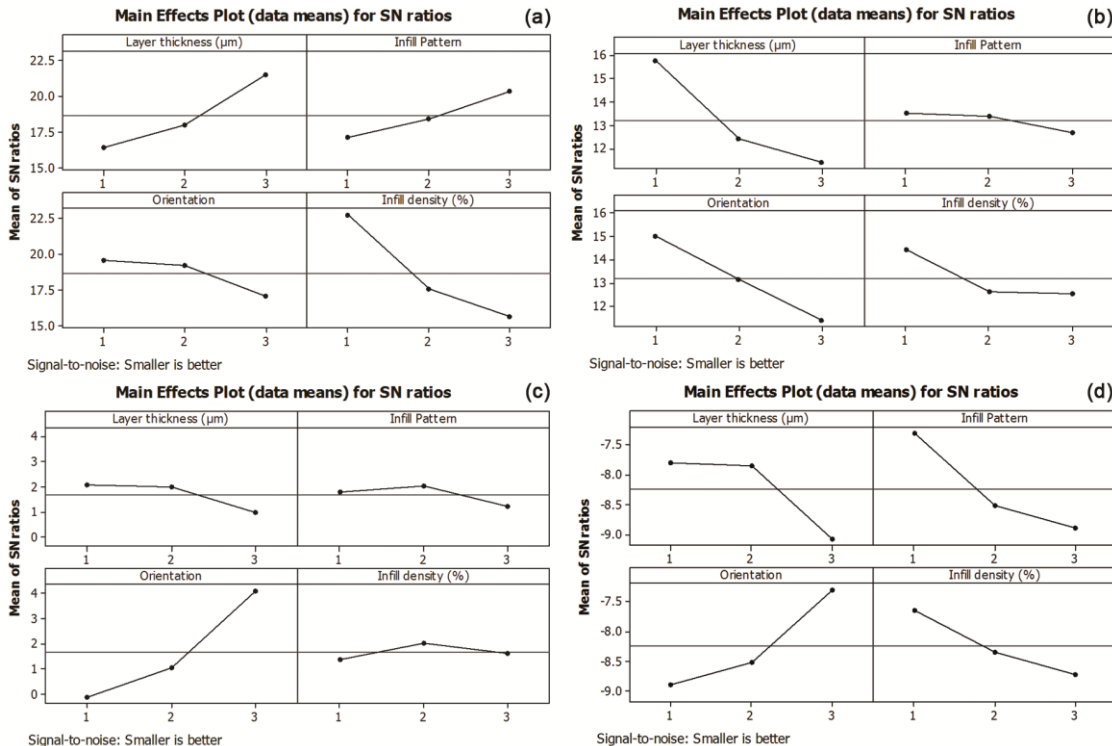 Main Effects Plot (data means) for SN ratios (a)
Layer thickness (µm) Infill Pattern
22.5
20.0
17.5
15.0
1 2 3 1 2 3
Orientation Infill density (%)
22.5
20.0
17.5
15.0
1 2 3 1 2 3
Mean of SN ratios
Signal-to-noise: Smaller is better
Main Effects Plot (data means) for SN ratios (b)
Layer thickness (µm) Infill Pattern
16
15
14
13
12
1 2 3 1 2 3
Orientation Infill density (%)
16
15
14
13
12
1 2 3 1 2 3
Mean of SN ratios
Signal-to-noise: Smaller is better
Main Effects Plot (data means) for SN ratios (c)
Layer thickness (µm) Infill Pattern
4
3
2
1
0
1 2 3 1 2 3
Orientation Infill density (%)
4
3
2
1
0
1 2 3 1 2 3
Mean of SN ratios
Signal-to-noise: Smaller is better
Main Effects Plot (data means) for SN ratios (d)
Layer thickness (µm) Infill Pattern
-7.5
-8.0
-8.5
-9.0
1 2 3 1 2 3
Orientation Infill density (%)
-7.5
-8.0
-8.5
-9.0
1 2 3 1 2 3
Mean of SN ratios
Signal-to-noise: Smaller is better